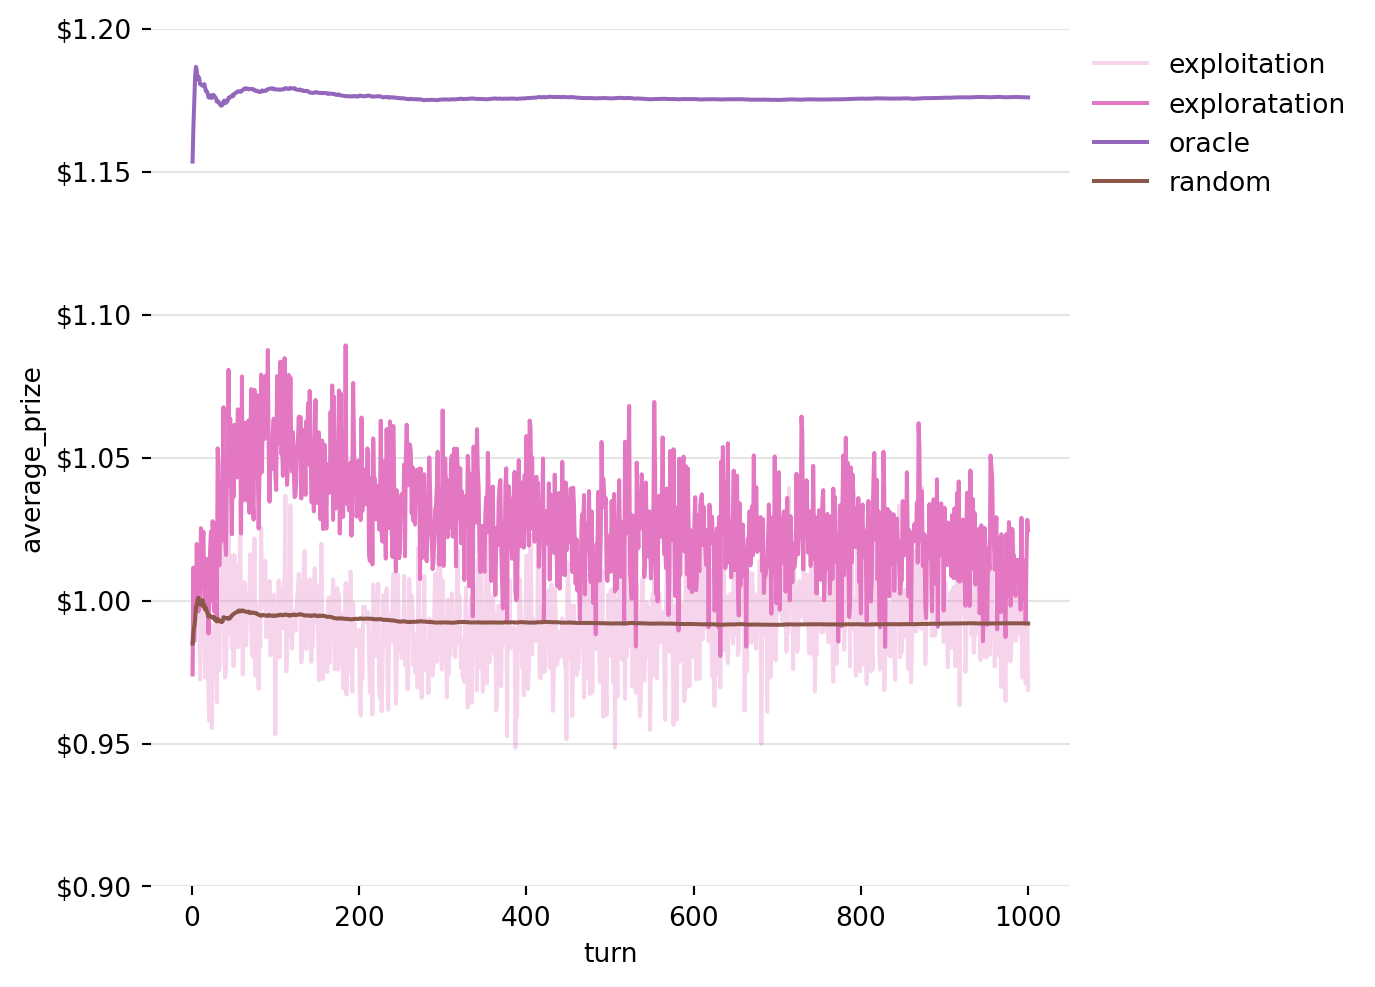 $1.20
$1.15
$1.10
$1.05
$1.00
$0.95
$0.90
average_prize
0 200 400 600 800 1000
turn
exploitation
exploratation
oracle
random